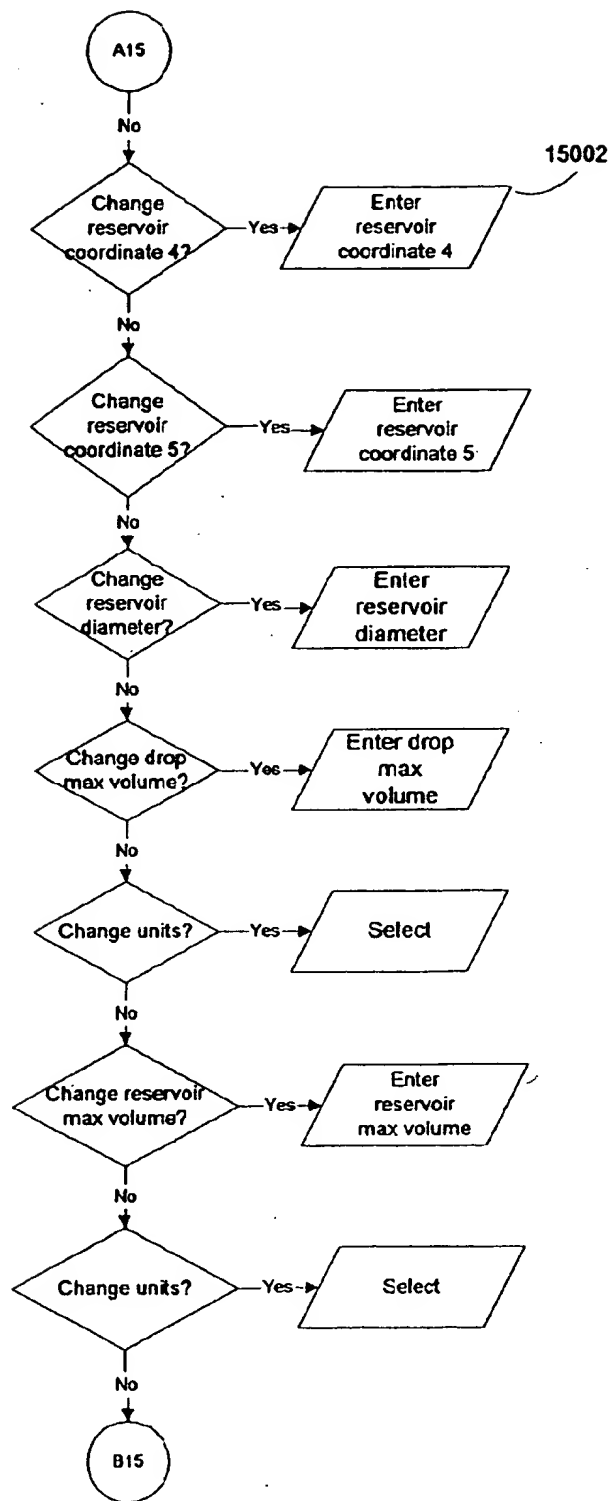 A15
No
15002
Change
reservoir
coordinate 4?
Yes
Enter
reservoir
coordinate 4
No
Change
reservoir
coordinate 5?
Yes
Enter
reservoir
coordinate 5
No
Change
reservoir
diameter?
Yes
Enter
reservoir
diameter
No
Change drop
max volume?
Yes
Enter drop
max
volume
No
Change units?
Yes
Select
No
Change reservoir
max volume?
Yes
Enter
reservoir
max volume
No
Change units?
Yes
Select
No
B15